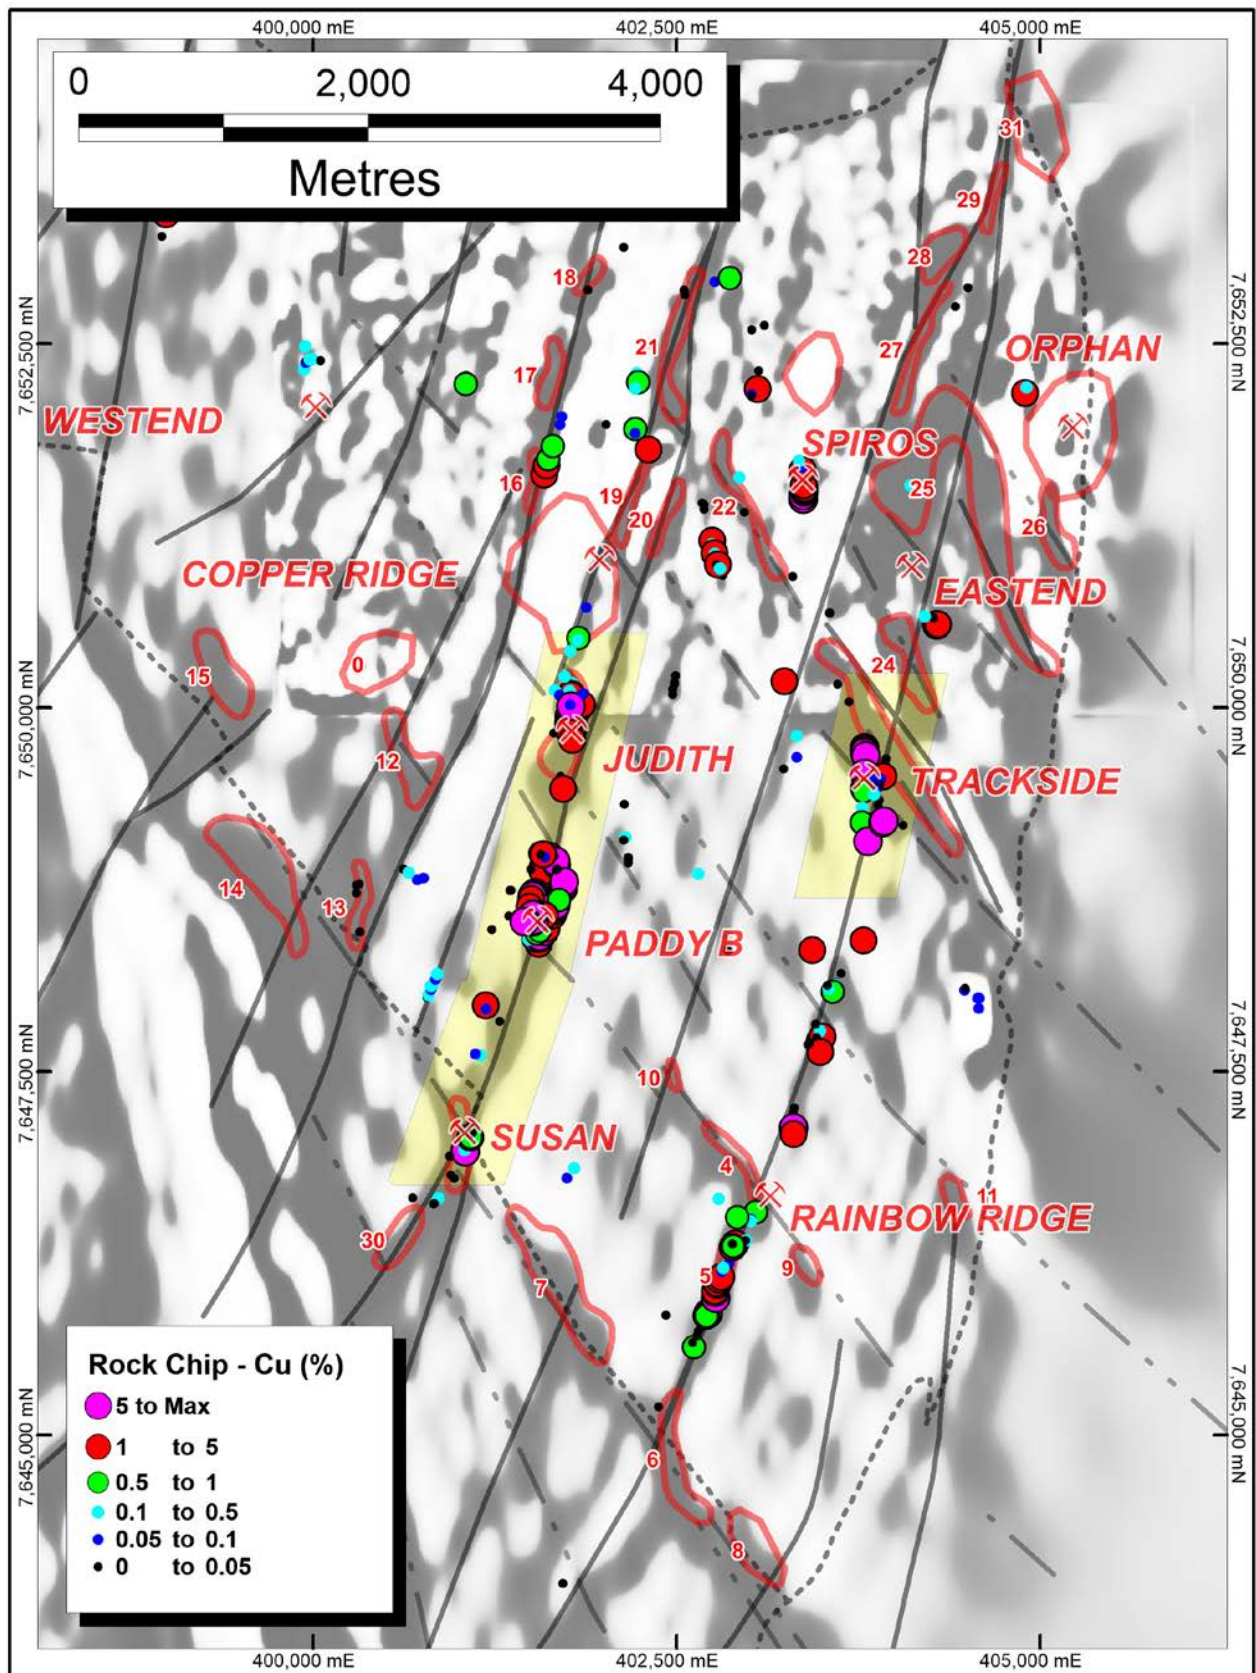 400,000 mE
402,500 mE
405,000 mE
0 2,000 4,000
Metres
31
29
28
18
7,652,500 mN
7,652,500 mN
21
27
17
ORPHAN
WESTEND
SPIROS
16
19
25
22
20
26
COPPER RIDGE
EASTEND
0
24
15
7,650,000 mN
7,650,000 mN
12
JUDITH
TRACKSIDE
14
13
PADDY B
7,647,500 mN
7,647,500 mN
10
SUSAN
4
11
RAINBOW RIDGE
30
9
5
7
Rock Chip - Cu (%)
5 to Max
1 to 5
0.5 to 1
0.1 to 0.5
0.05 to 0.1
0 to 0.05
7,645,000 mN
7,645,000 mN
6
8
400,000 mE
402,500 mE
405,000 mE